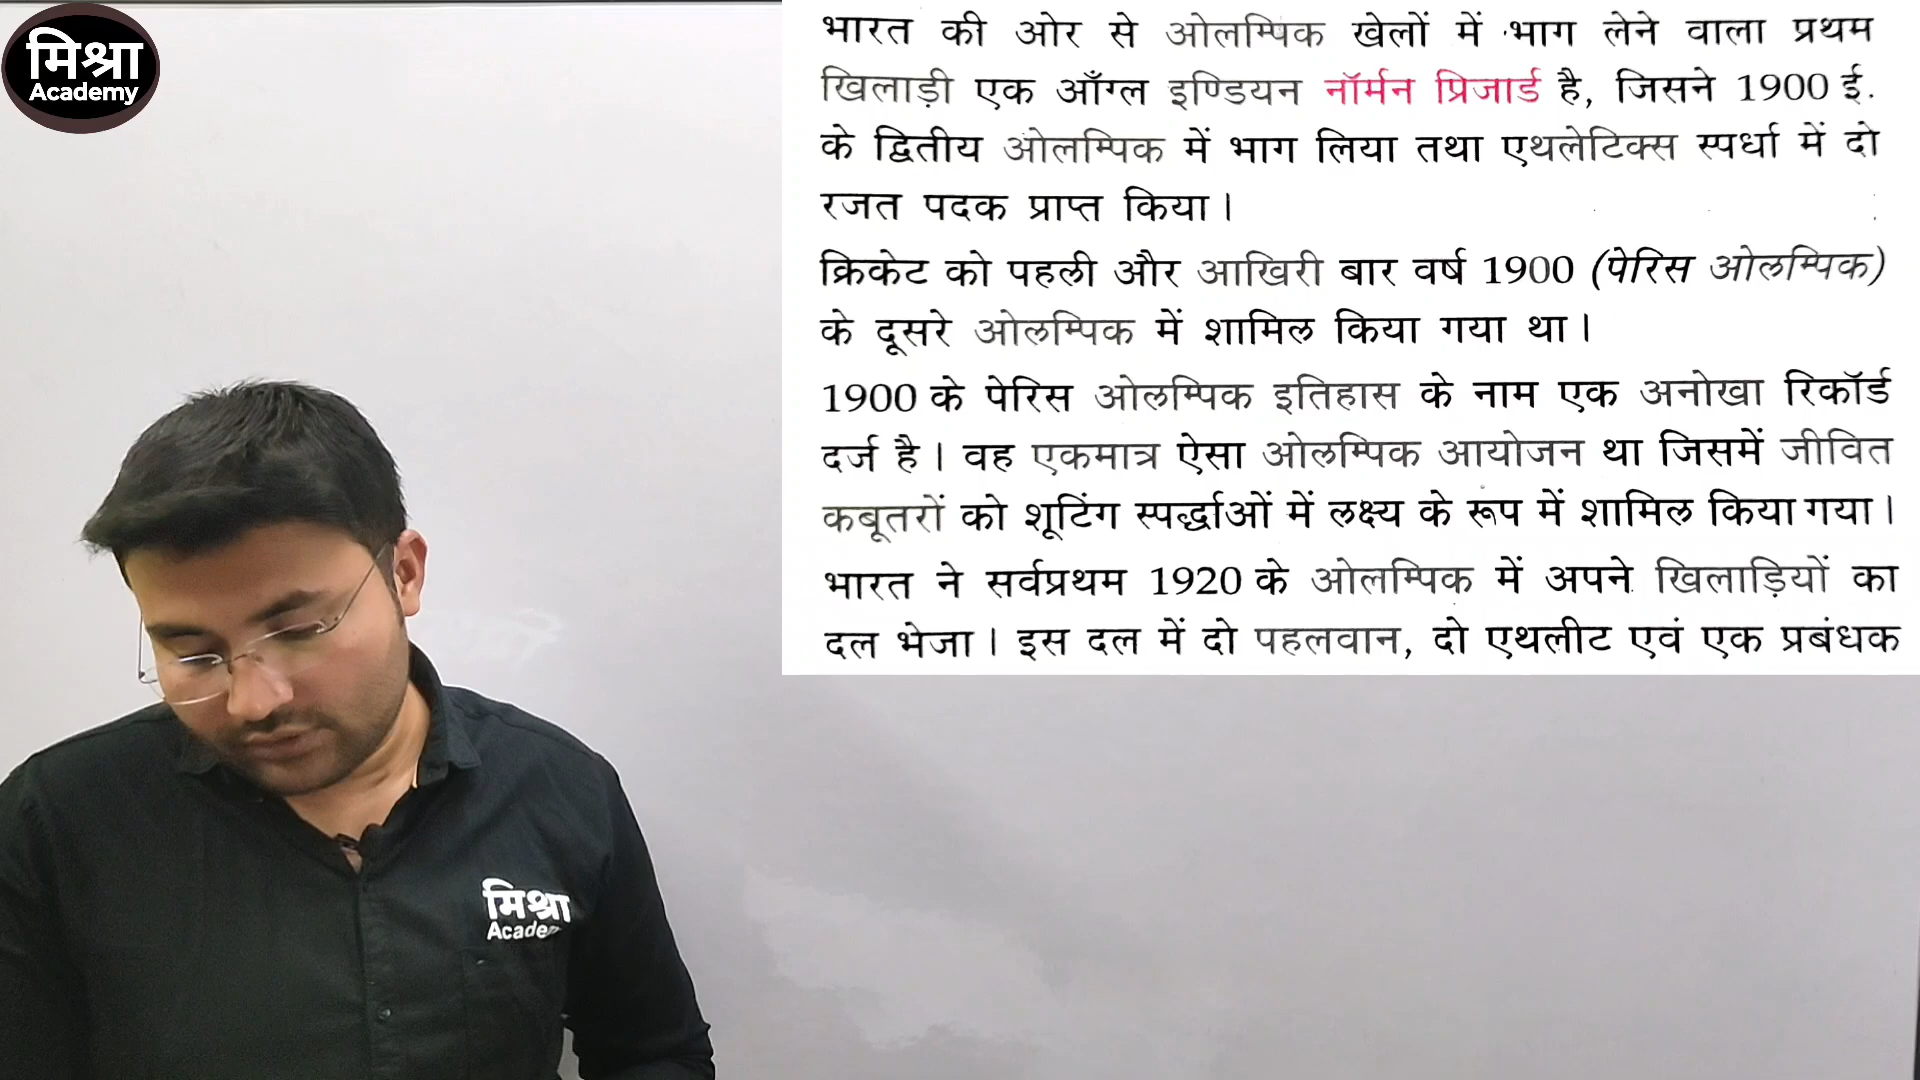 मिश्रा
Academy
भारत की ओर से ओलम्पिक खेलों में भाग लेने वाला प्रथम
खिलाड़ी एक आँग्ल इण्डियन नॉर्मन प्रिजार्ड है, जिसने 1900 ई.
के द्वितीय ओलम्पिक में भाग लिया तथा एथलेटिक्स स्पर्धा में दो
रजत पदक प्राप्त किया।
क्रिकेट को पहली और आखिरी बार वर्ष 1900 (पेरिस ओलम्पिक)
के दूसरे ओलम्पिक में शामिल किया गया था।
1900 के पेरिस ओलम्पिक इतिहास के नाम एक अनोखा रिकॉर्ड
दर्ज है। वह एकमात्र ऐसा ओलम्पिक आयोजन था जिसमें जीवित
कबूतरों को शूटिंग स्पर्द्धाओं में लक्ष्य के रूप में शामिल किया गया।
भारत ने सर्वप्रथम 1920 के ओलम्पिक में अपने खिलाड़ियों का
दल भेजा। इस दल में दो पहलवान, दो एथलीट एवं एक प्रबंधक
मिश्रा
Academy